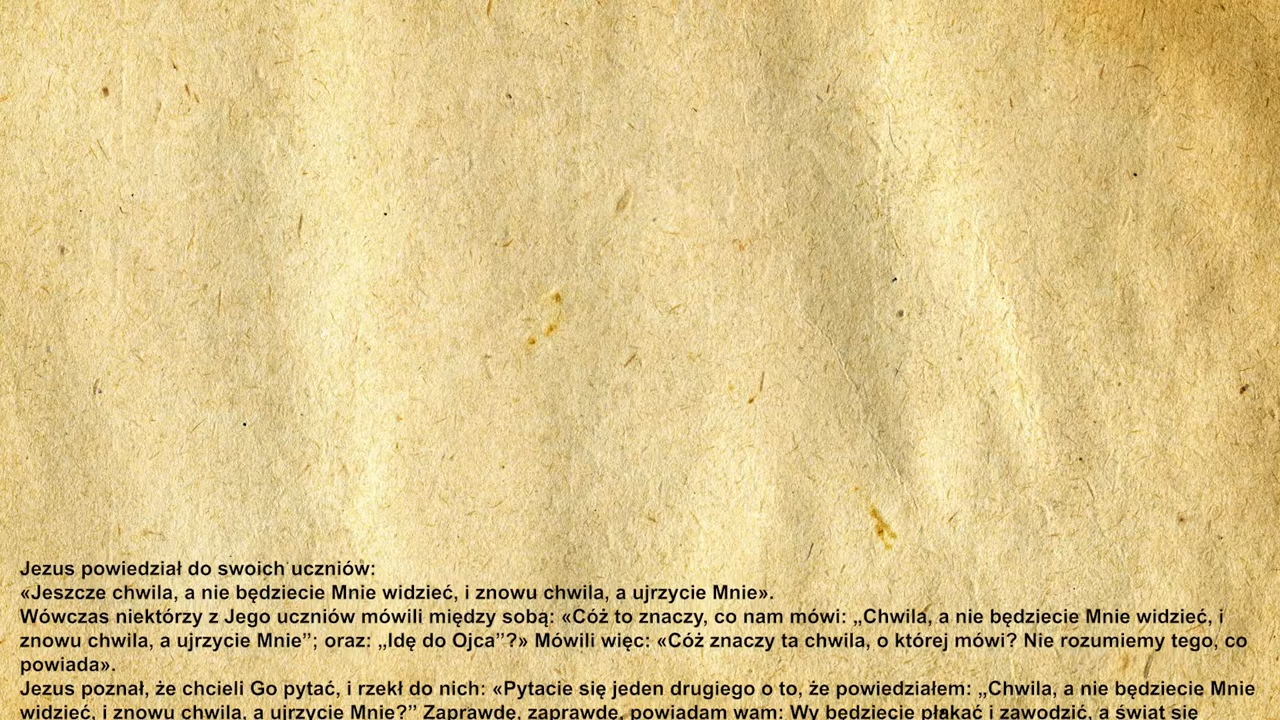 Jezus powiedział do swoich uczniów:
«Jeszcze chwila, a nie będziecie Mnie widzieć, i znowu chwila, a ujrzycie Mnie».
Wówczas niektórzy z Jego uczniów mówili między sobą: «Cóż to znaczy, co nam mówi: „Chwila, a nie będziecie Mnie widzieć, i
znowu chwila, a ujrzycie Mnie”; oraz: „Idę do Ojca”?» Mówili więc: «Cóż znaczy ta chwila, o której mówi? Nie rozumiemy tego, co
powiada».
Jezus poznał, że chcieli Go pytać, i rzekł do nich: «Pytacie się jeden drugiego o to, że powiedziałem: „Chwila, a nie będziecie Mnie
widzieć, i znowu chwila, a ujrzycie Mnie?” Zaprawdę, zaprawdę, powiadam wam: Wy będziecie płakać i zawodzić, a świat się